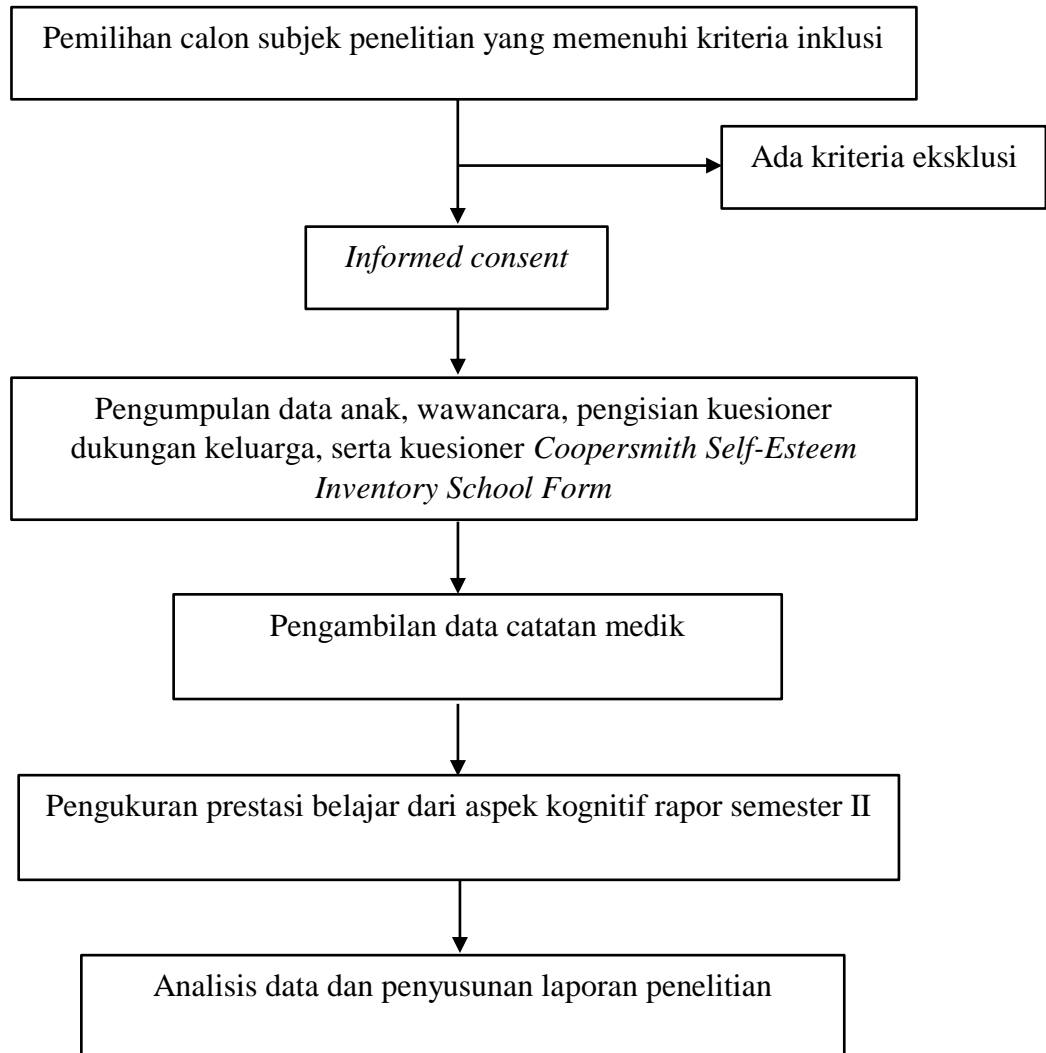 Pemilihan calon subjek penelitian yang memenuhi kriteria inklusi
Ada kriteria eksklusi
Informed consent
Pengumpulan data anak, wawancara, pengisian kuesioner
dukungan keluarga, serta kuesioner Coopersmith Self-Esteem
Inventory School Form
Pengambilan data catatan medik
Pengukuran prestasi belajar dari aspek kognitif rapor semester II
Analisis data dan penyusunan laporan penelitian